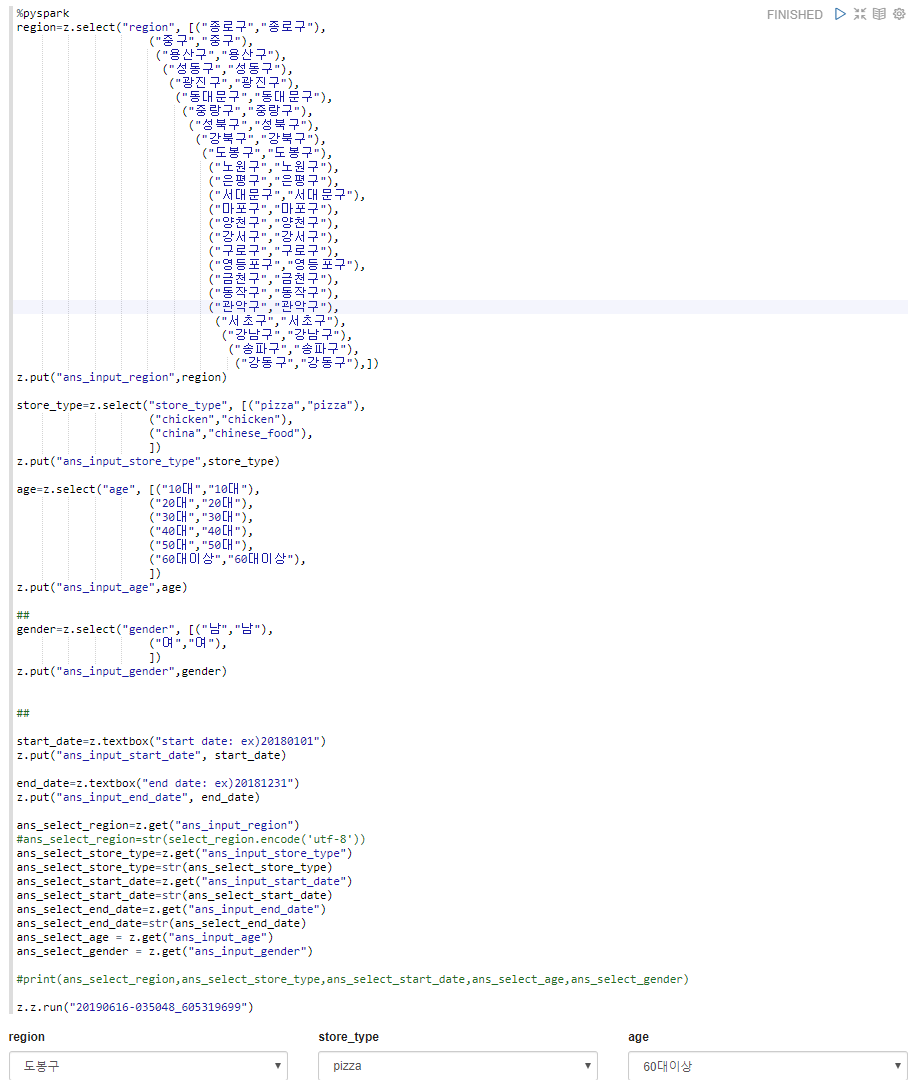 %pyspark
FINISHED
region=z.select("region", [("종로구","종로구"),
("중구","중구"),
("용산구","용산구"),
("성동구","성동구"),
("광진구","광진구"),
("동대문구","동대문구"),
("중랑구","중랑구"),
("성북구","성북구"),
("강북구","강북구"),
("도봉구","도봉구"),
("노원구","노원구"),
("은평구","은평구"),
("서대문구","서대문구"),
("마포구","마포구"),
("양천구","양천구"),
("강서구","강서구"),
("구로구","구로구"),
("영등포구","영등포구"),
("금천구","금천구"),
("동작구","동작구"),
("관악구","관악구"),
("서초구","서초구"),
("강남구","강남구"),
("송파구","송파구"),
("강동구","강동구"),])
z.put("ans_input_region",region)
store_type=z.select("store_type", [("pizza","pizza"),
("chicken","chicken"),
("china","chinese_food"),
])
z.put("ans_input_store_type",store_type)
age=z.select("age", [("10대","10대"),
("20대","20대"),
("30대","30대"),
("40대","40대"),
("50대","50대"),
("60대이상","60대이상"),
])
z.put("ans_input_age",age)
##
gender=z.select("gender", [("남","남"),
("여","여"),
])
z.put("ans_input_gender",gender)
##
start_date=z.textbox("start date: ex)20180101")
z.put("ans_input_start_date", start_date)
end_date=z.textbox("end date: ex)20181231")
z.put("ans_input_end_date", end_date)
ans_select_region=z.get("ans_input_region")
#ans_select_region=str(select_region.encode('utf-8'))
ans_select_store_type=z.get("ans_input_store_type")
ans_select_store_type=str(ans_select_store_type)
ans_select_start_date=z.get("ans_input_start_date")
ans_select_start_date=str(ans_select_start_date)
ans_select_end_date=z.get("ans_input_end_date")
ans_select_end_date=str(ans_select_end_date)
ans_select_age = z.get("ans_input_age")
ans_select_gender = z.get("ans_input_gender")
#print(ans_select_region,ans_select_store_type,ans_select_start_date,ans_select_age,ans_select_gender)
z.z.run("20190616-035048_605319699")
region
store_type
age
도봉구
pizza
60대이상